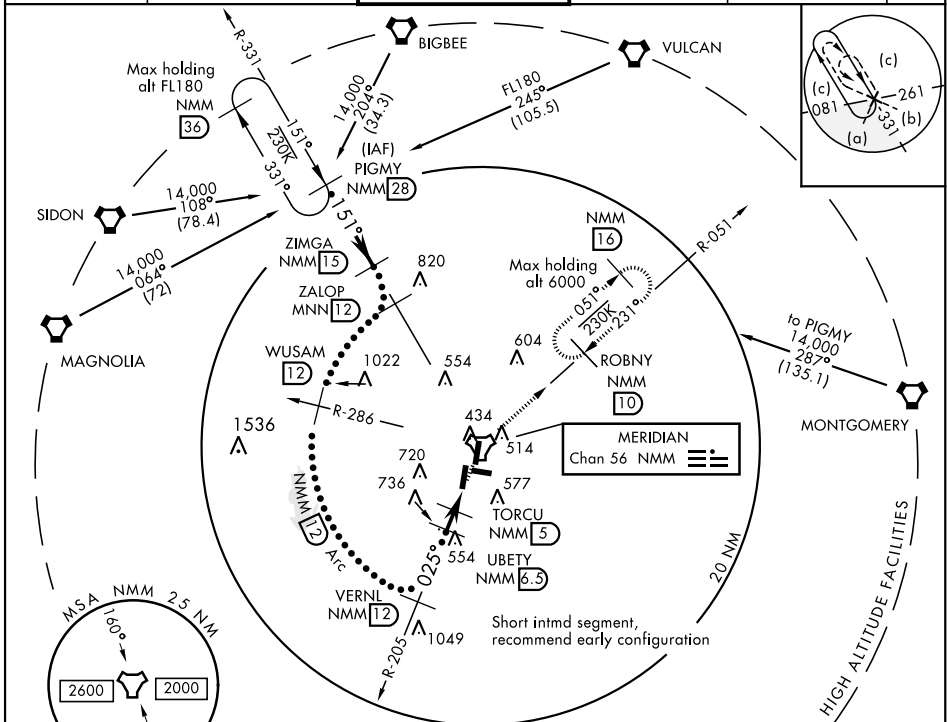 R-331
BIGBEE
VULCAN
Max holding
alt FL180
NMM
36
14,000
204°
(34.3)
FL180
245°
(105.5)
(c)
(c)
081
261
(b)
(a)
331
151°
230K
331°
(IAF)
PIGMY
NMM 28
SIDON
14,000
108°
(78.4)
14,000
064°
(72)
MAGNOLIA
151°
ZIMGA
NMM 15
ZALOP
MNN 12
820
NMM
16
R-051
Max holding
alt 6000
051°
230K
231°
WUSAM
12
1022
554
604
ROBNY
NMM
10
to PIGMY
14,000
287°
(135.1)
MONTGOMERY
R-286
1536
434
514
MERIDIAN
Chan 56 NMM
720
736
577
NMM 12 Arc
TORCU
NMM 5
554
025°
UBETY
NMM 6.5
20 NM
VERNL
NMM 12
1049
R-205
Short intmd segment,
recommend early configuration
HIGH ALTITUDE FACILITIES
MSA NMM 25 NM
160°
2600
2000